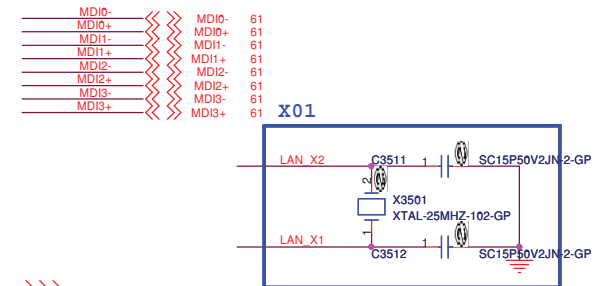 MDI0- MDI0- 61
MDI0+ MDI0+ 61
MDI1- MDI1- 61
MDI1+ MDI1+ 61
MDI2- MDI2- 61
MDI2+ MDI2+ 61
MDI3- MDI3- 61
MDI3+ MDI3+ 61
X01
LAN_X2 C3511 1 SC15P50V2JN-2-GP
2
X3501
XTAL-25MHZ-102-GP
1
LAN_X1 1
C3512 SC15P50V2JN-2-GP